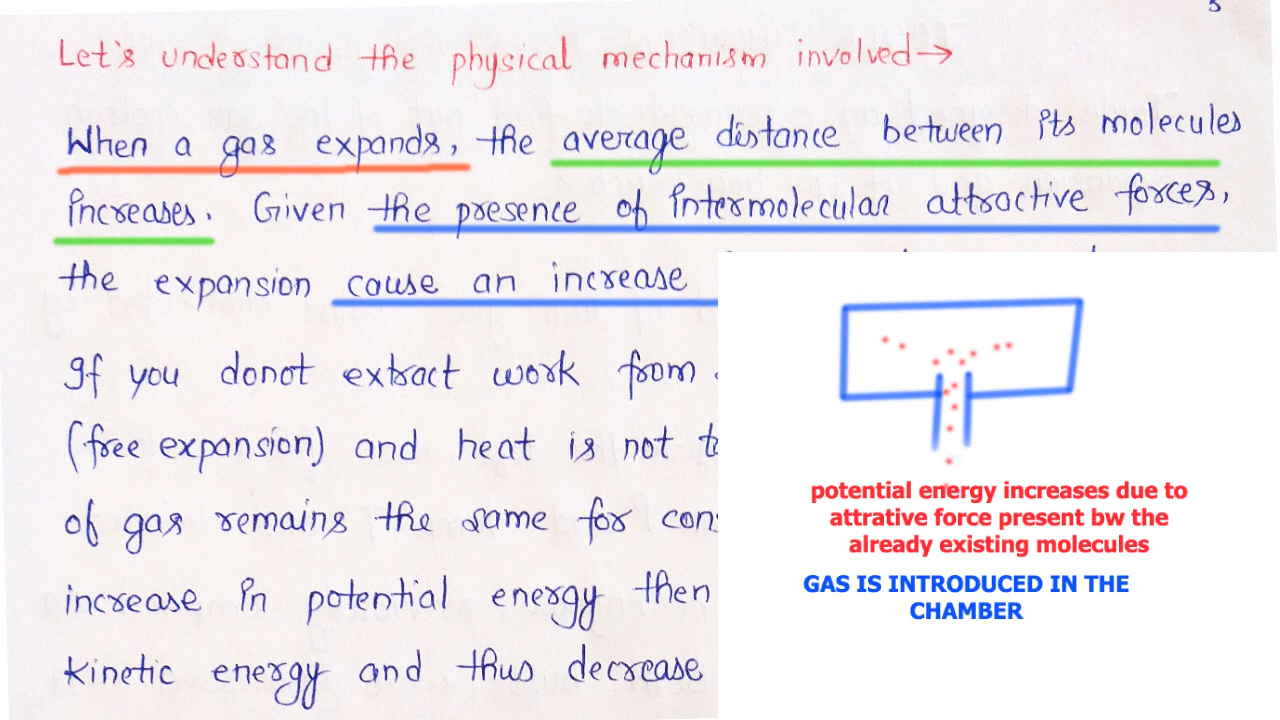 3
Let's understand the physical mechanism involved→
When a gas expands, the average distance between its molecules
increases. Given the presence of intermolecular attractive forces,
the expansion cause an increase
If you donot extract work from
(free expansion) and heat is not
of gas remains the same for
increase in potential energy then
kinetic energy and thus decrease
potential energy increases due to
attrative force present bw the
already existing molecules
GAS IS INTRODUCED IN THE
CHAMBER